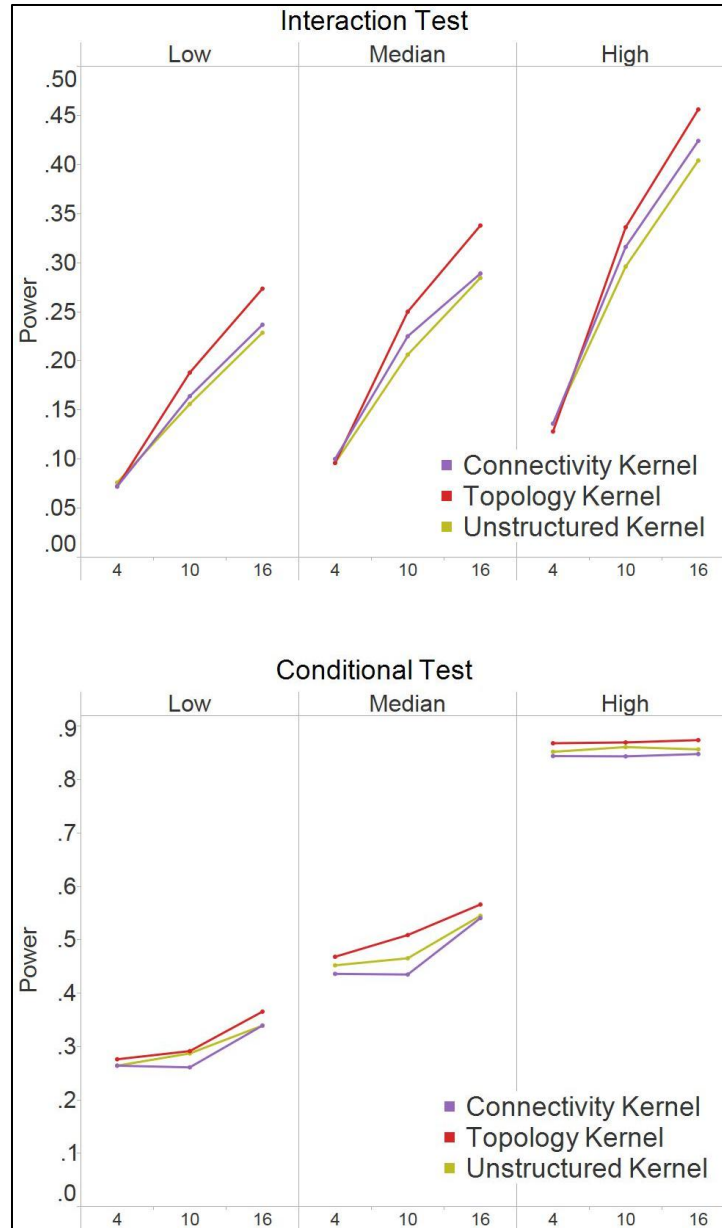 Interaction Test
Low Median High
.50
.45
.40
.35
.30
.25
.20
.15
.10
.05
.00
Power
Connectivity Kernel
Topology Kernel
Unstructured Kernel
4 10 16 4 10 16 4 10 16
Conditional Test
Low Median High
.9
.8
.7
.6
.5
.4
.3
.2
.1
.0
Power
Connectivity Kernel
Topology Kernel
Unstructured Kernel
4 10 16 4 10 16 4 10 16